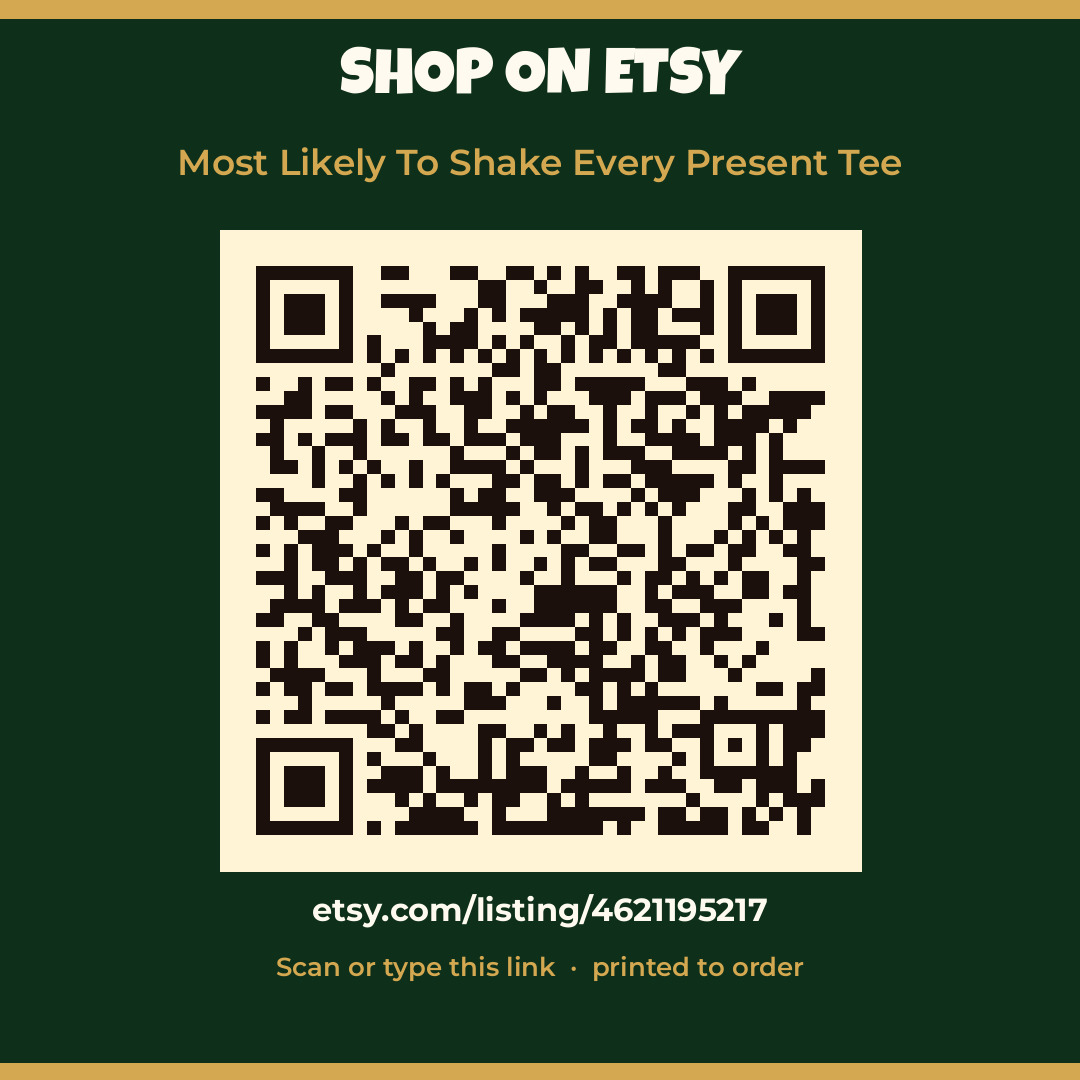 SHOP ON ETSY
Most Likely To Shake Every Present Tee
etsy.com/listing/4621195217
Scan or type this link · printed to order